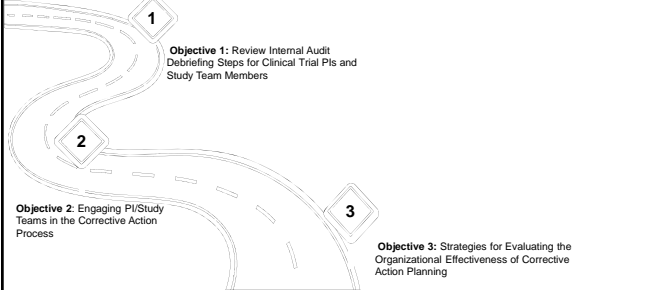 1
Objective 1: Review Internal Audit
Debriefing Steps for Clinical Trial PIs and
Study Team Members
2
Objective 2: Engaging PI/Study
Teams in the Corrective Action
Process
3
Objective 3: Strategies for Evaluating the
Organizational Effectiveness of Corrective
Action Planning